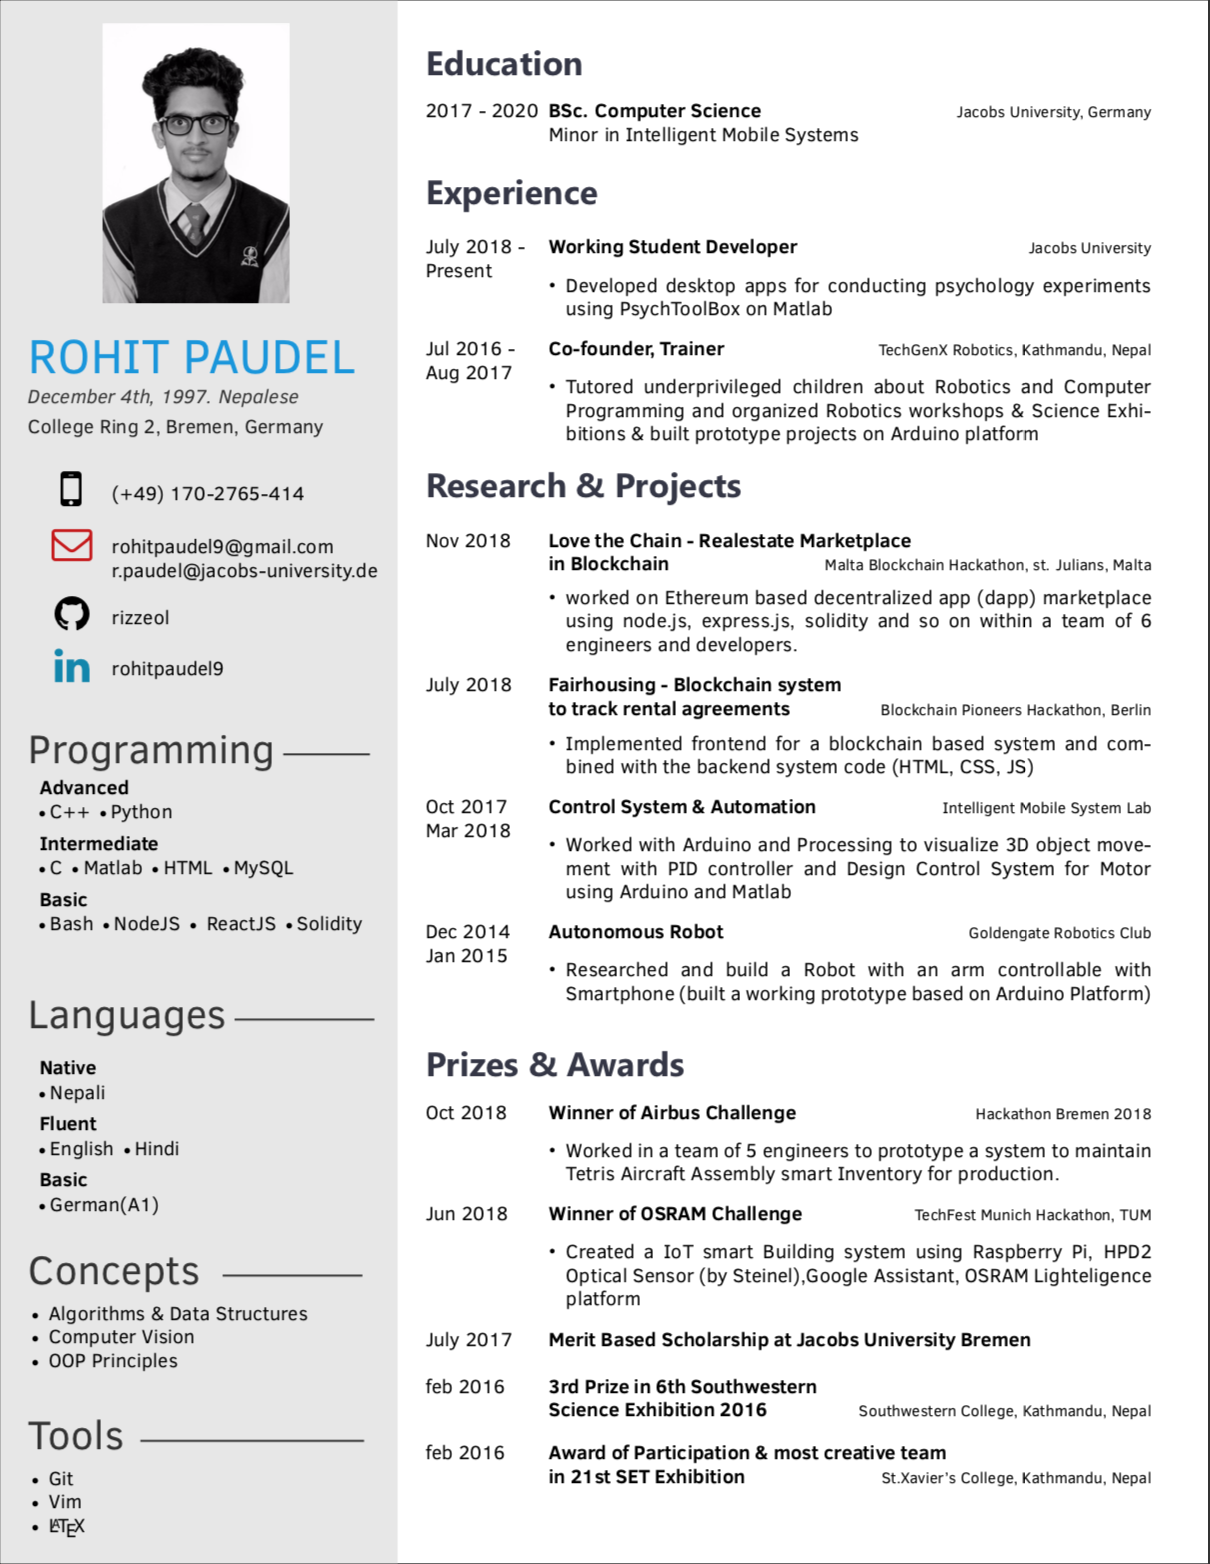 ROHIT PAUDEL
December 4th, 1997. Nepalese
College Ring 2, Bremen, Germany
(+49) 170-2765-414
rohitpaudel9@gmail.com
r.paudel@jacobs-university.de
rizzeol
in rohitpaudel9
Programming
Advanced
• C++ • Python
Intermediate
• C • Matlab • HTML • MySQL
Basic
• Bash • NodeJS • ReactJS • Solidity
Languages
Native
• Nepali
Fluent
• English • Hindi
Basic
• German(A1)
Concepts
• Algorithms & Data Structures
• Computer Vision
• OOP Principles
Tools
• Git
• Vim
• LATEX
Education
2017 - 2020 BSc. Computer Science Jacobs University, Germany
Minor in Intelligent Mobile Systems
Experience
July 2018 - Working Student Developer Jacobs University
Present
• Developed desktop apps for conducting psychology experiments
using PsychToolBox on Matlab
Jul 2016 - Co-founder, Trainer TechGenX Robotics, Kathmandu, Nepal
Aug 2017
• Tutored underprivileged children about Robotics and Computer
Programming and organized Robotics workshops & Science Exhi-
bitions & built prototype projects on Arduino platform
Research & Projects
Nov 2018 Love the Chain - Realestate Marketplace
in Blockchain Malta Blockchain Hackathon, st. Julians, Malta
• worked on Ethereum based decentralized app (dapp) marketplace
using node.js, express.js, solidity and so on within a team of 6
engineers and developers.
July 2018 Fairhousing - Blockchain system
to track rental agreements Blockchain Pioneers Hackathon, Berlin
• Implemented frontend for a blockchain based system and com-
bined with the backend system code (HTML, CSS, JS)
Oct 2017 Control System & Automation Intelligent Mobile System Lab
Mar 2018
• Worked with Arduino and Processing to visualize 3D object move-
ment with PID controller and Design Control System for Motor
using Arduino and Matlab
Dec 2014 Autonomous Robot Goldengate Robotics Club
Jan 2015
• Researched and build a Robot with an arm controllable with
Smartphone (built a working prototype based on Arduino Platform)
Prizes & Awards
Oct 2018 Winner of Airbus Challenge Hackathon Bremen 2018
• Worked in a team of 5 engineers to prototype a system to maintain
Tetris Aircraft Assembly smart Inventory for production.
Jun 2018 Winner of OSRAM Challenge TechFest Munich Hackathon, TUM
• Created a IoT smart Building system using Raspberry Pi, HPD2
Optical Sensor (by Steinel),Google Assistant, OSRAM Lighteligence
platform
July 2017 Merit Based Scholarship at Jacobs University Bremen
feb 2016 3rd Prize in 6th Southwestern
Science Exhibition 2016 Southwestern College, Kathmandu, Nepal
feb 2016 Award of Participation & most creative team
in 21st SET Exhibition St.Xavier's College, Kathmandu, Nepal